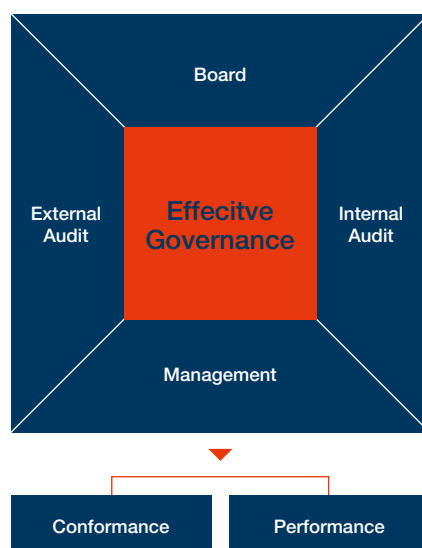 Board
External
Audit
Effecitve
Governance
Internal
Audit
Management
Conformance
Performance